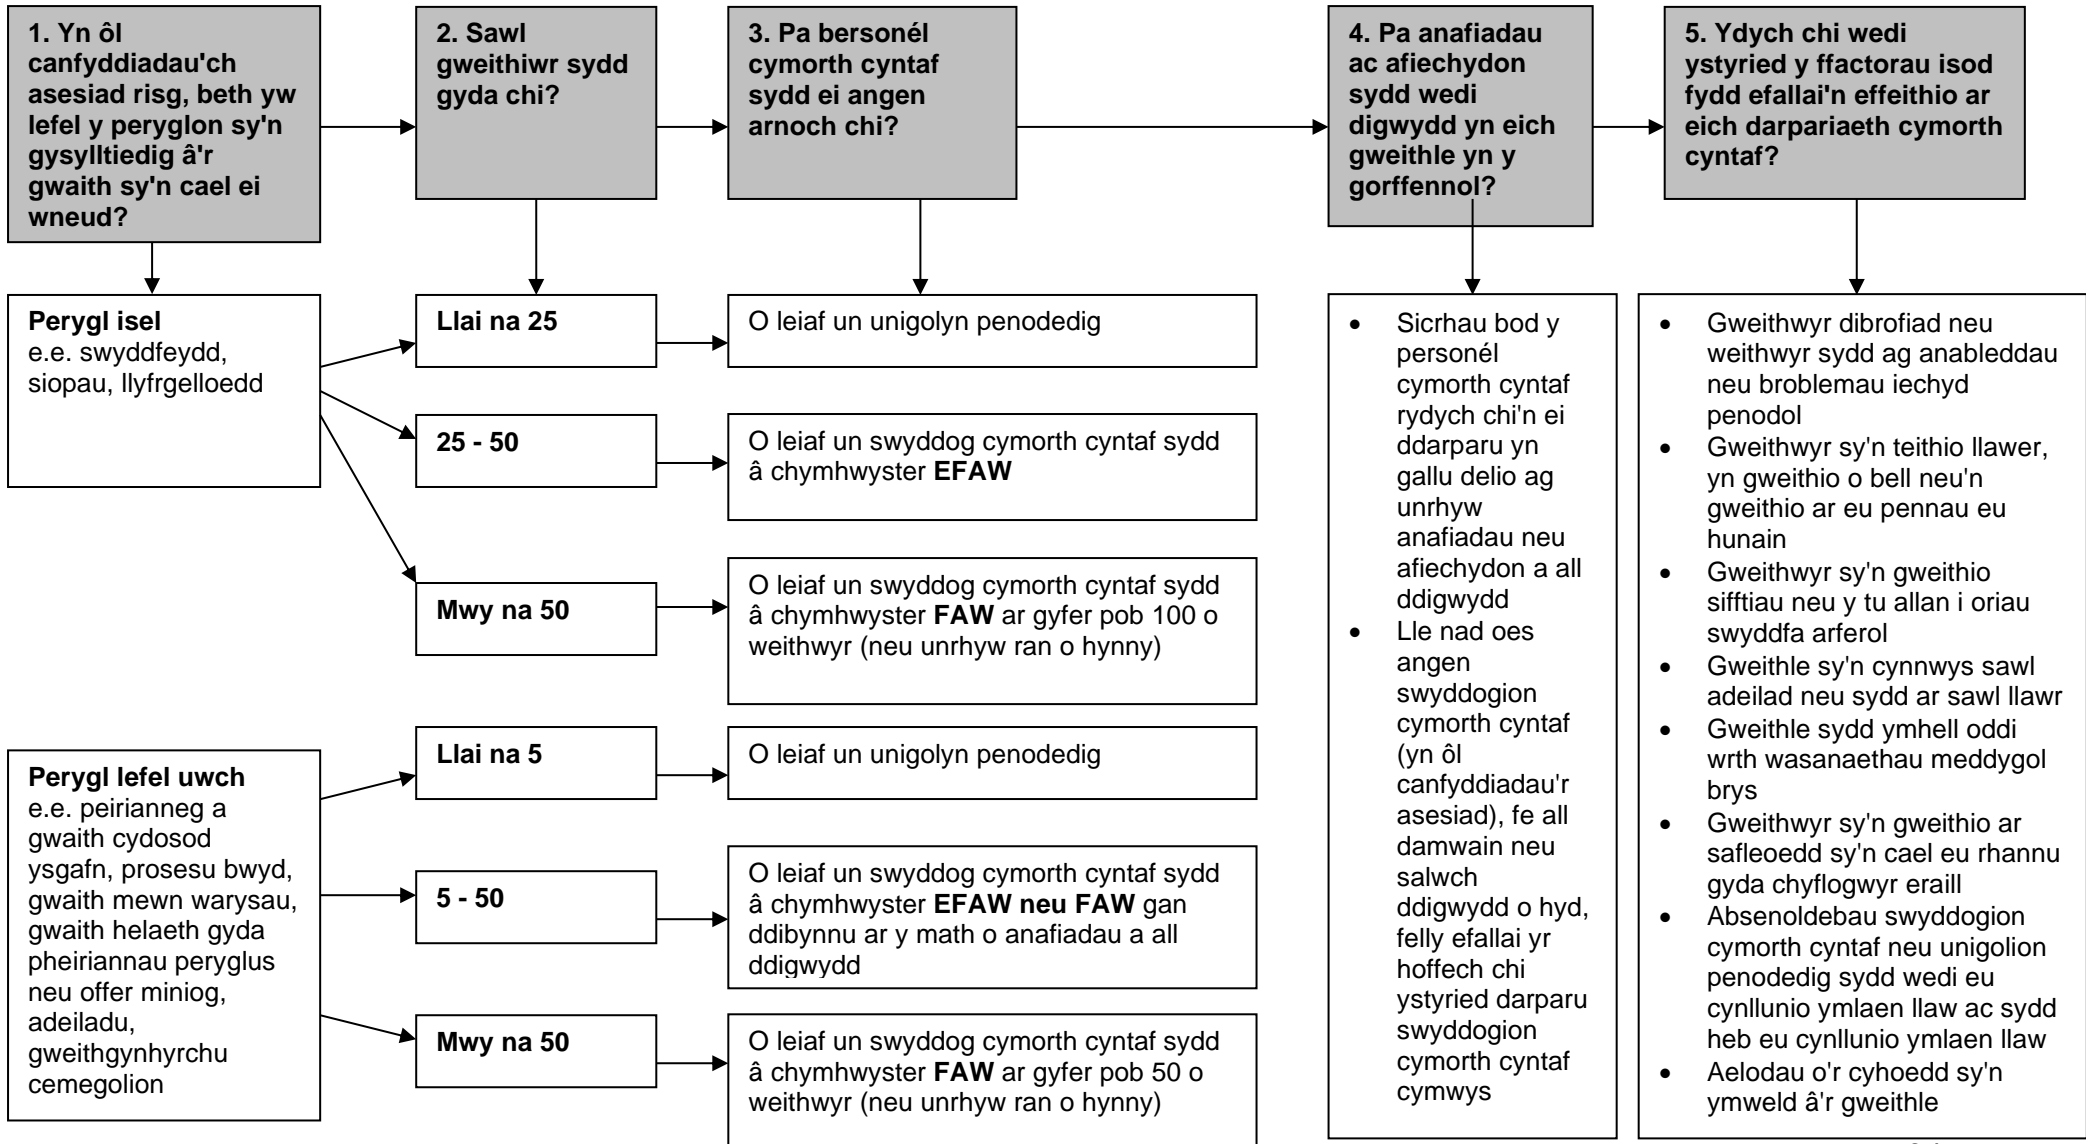 1. Yn ôl
canfyddiadau'ch
asesiad risg, beth yw
lefel y peryglon sy'n
gysylltiedig â'r
gwaith sy'n cael ei
wneud?
2. Sawl
gweithiwr sydd
gyda chi?
3. Pa bersonél
cymorth cyntaf
sydd ei angen
arnoch chi?
4. Pa anafiadau
ac afiechydon
sydd wedi
digwydd yn eich
gweithle yn y
gorffennol?
5. Ydych chi wedi
ystyried y ffactorau isod
fydd efallai'n effeithio ar
eich darpariaeth cymorth
cyntaf?
Perygl isel
e.e. swyddfeydd,
siopau, llyfrgelloedd
Llai na 25
O leiaf un unigolyn penodedig
25 - 50
O leiaf un swyddog cymorth cyntaf sydd
â chymhwyster EFAW
Mwy na 50
O leiaf un swyddog cymorth cyntaf sydd
â chymhwyster FAW ar gyfer pob 100 o
weithwyr (neu unrhyw ran o hynny)
Perygl lefel uwch
e.e. peirianneg a
gwaith cydosod
ysgafn, prosesu bwyd,
gwaith mewn warysau,
gwaith helaeth gyda
pheiriannau peryglus
neu offer miniog,
adeiladu,
gweithgynhyrchu
cemegolion
Llai na 5
O leiaf un unigolyn penodedig
5 - 50
O leiaf un swyddog cymorth cyntaf sydd
â chymhwyster EFAW neu FAW gan
ddibynnu ar y math o anafiadau a all
ddigwydd
Mwy na 50
O leiaf un swyddog cymorth cyntaf sydd
â chymhwyster FAW ar gyfer pob 50 o
weithwyr (neu unrhyw ran o hynny)
• Sicrhau bod y
personél
cymorth cyntaf
rydych chi'n ei
ddarparu yn
gallu delio ag
unrhyw
anafiadau neu
afiechydon a all
ddigwydd
• Lle nad oes
angen
swyddogion
cymorth cyntaf
(yn ôl
canfyddiadau'r
asesiad), fe all
damwain neu
salwch
ddigwydd o hyd,
felly efallai yr
hoffech chi
ystyried darparu
swyddogion
cymorth cyntaf
cymwys
• Gweithwyr dibrofiad neu
weithwyr sydd ag anableddau
neu broblemau iechyd
penodol
• Gweithwyr sy'n teithio llawer,
yn gweithio o bell neu'n
gweithio ar eu pennau eu
hunain
• Gweithwyr sy'n gweithio
sifftiau neu y tu allan i oriau
swyddfa arferol
• Gweithle sy'n cynnwys sawl
adeilad neu sydd ar sawl llawr
• Gweithle sydd ymhell oddi
wrth wasanaethau meddygol
brys
• Gweithwyr sy'n gweithio ar
safleoedd sy'n cael eu rhannu
gyda chyflogwyr eraill
• Absenoldebau swyddogion
cymorth cyntaf neu unigolion
penodedig sydd wedi eu
cynllunio ymlaen llaw ac sydd
heb eu cynllunio ymlaen llaw
• Aelodau o'r cyhoedd sy'n
ymweld â'r gweithle